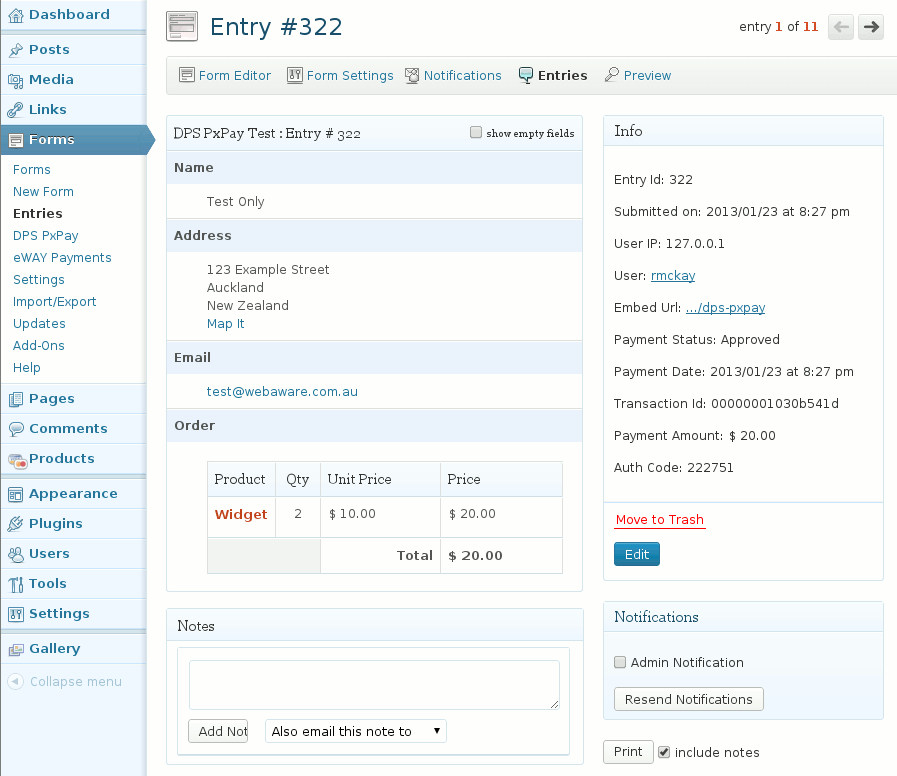 Dashboard
Posts
Media
Links
Forms
Forms
New Form
Entries
DPS PxPay
eWAY Payments
Settings
Import/Export
Updates
Add-Ons
Help
Pages
Comments
Products
Appearance
Plugins
Users
Tools
Settings
Gallery
Collapse menu
Entry #322
entry 1 of 11
Form Editor Form Settings Notifications Entries Preview
DPS PxPay Test : Entry # 322 show empty fields
Name
Test Only
Address
123 Example Street
Auckland
New Zealand
Map It
Email
test@webaware.com.au
Order
Product Qty Unit Price Price
Widget 2 $ 10.00 $ 20.00
Total $ 20.00
Notes
Add Not Also email this note to
Info
Entry Id: 322
Submitted on: 2013/01/23 at 8:27 pm
User IP: 127.0.0.1
User: rmckay
Embed Url: .../dps-pxpay
Payment Status: Approved
Payment Date: 2013/01/23 at 8:27 pm
Transaction Id: 00000001030b541d
Payment Amount: $ 20.00
Auth Code: 222751
Move to Trash
Edit
Notifications
Admin Notification
Resend Notifications
Print include notes